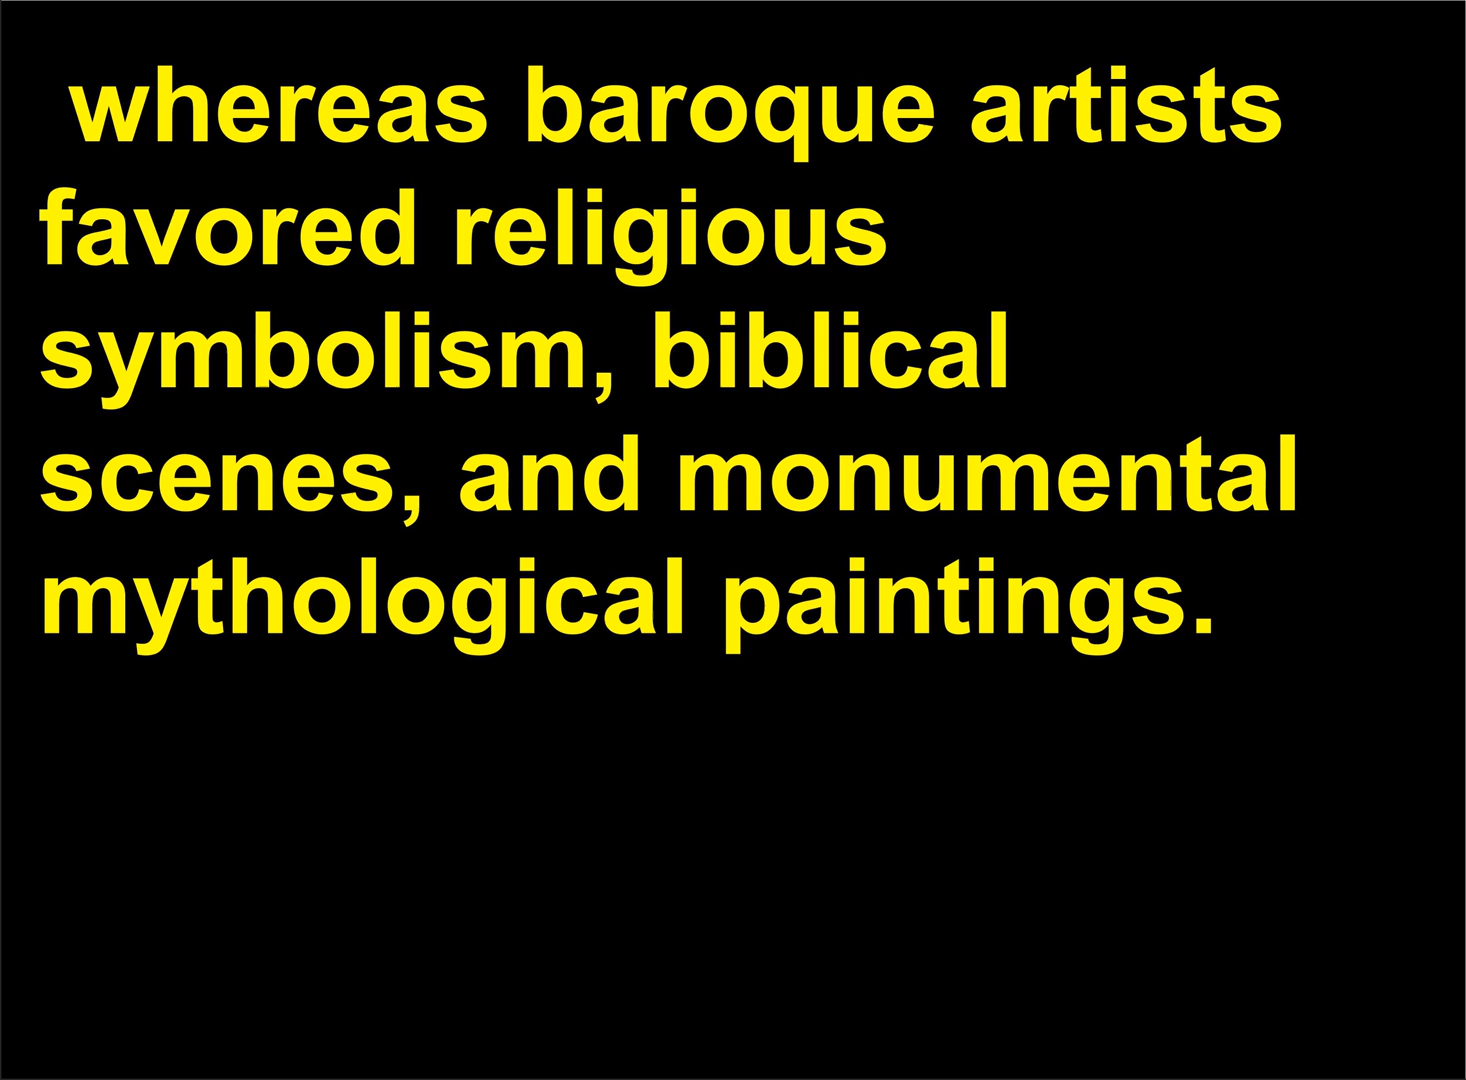 whereas baroque artists
favored religious
symbolism, biblical
scenes, and monumental
mythological paintings.